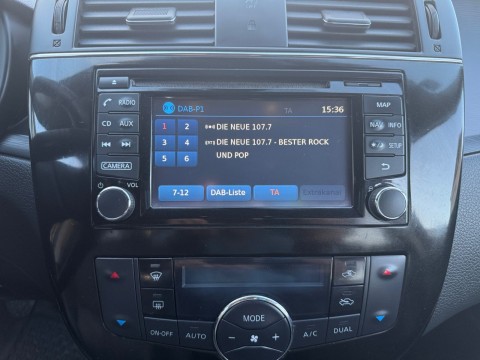 DAB-P1
TA
15:36
1 2 DIE NEUE 107.7
3 4 DIE NEUE 107.7 - BESTER ROCK
UND POP
5 6
7-12 DAB-Liste TA
RADIO
CD AUX
CAMERA
VOL
MAP
NAV INFO
SETUP
MODE
ON•OFF AUTO A/C DUAL